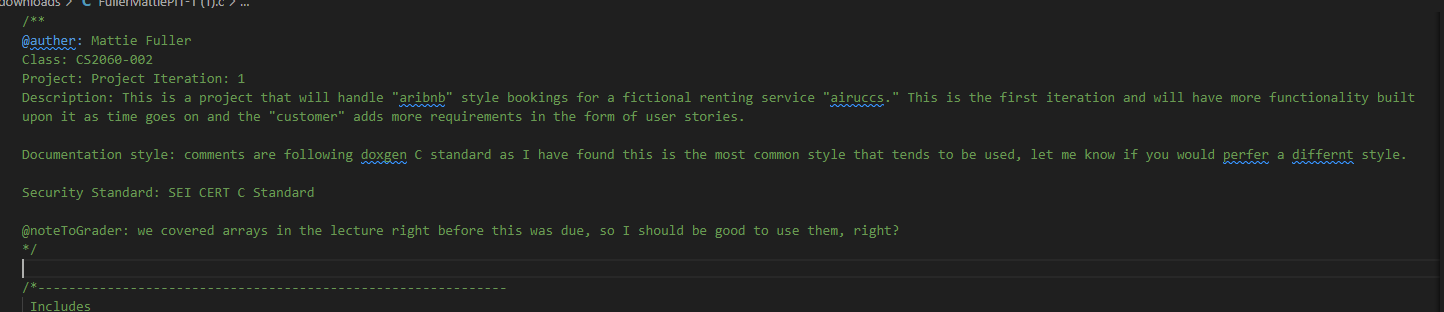 downloads > C FullerMattiePIT-1 (1).c > ...
/**
@auther: Mattie Fuller
Class: CS2060-002
Project: Project Iteration: 1
Description: This is a project that will handle "aribnb" style bookings for a fictional renting service "airuccs." This is the first iteration and will have more functionality built
upon it as time goes on and the "customer" adds more requirements in the form of user stories.
Documentation style: comments are following doxgen C standard as I have found this is the most common style that tends to be used, let me know if you would perfer a differnt style.
Security Standard: SEI CERT C Standard
@noteToGrader: we covered arrays in the lecture right before this was due, so I should be good to use them, right?
*/
/*-------------------------------------------------------------
Includes